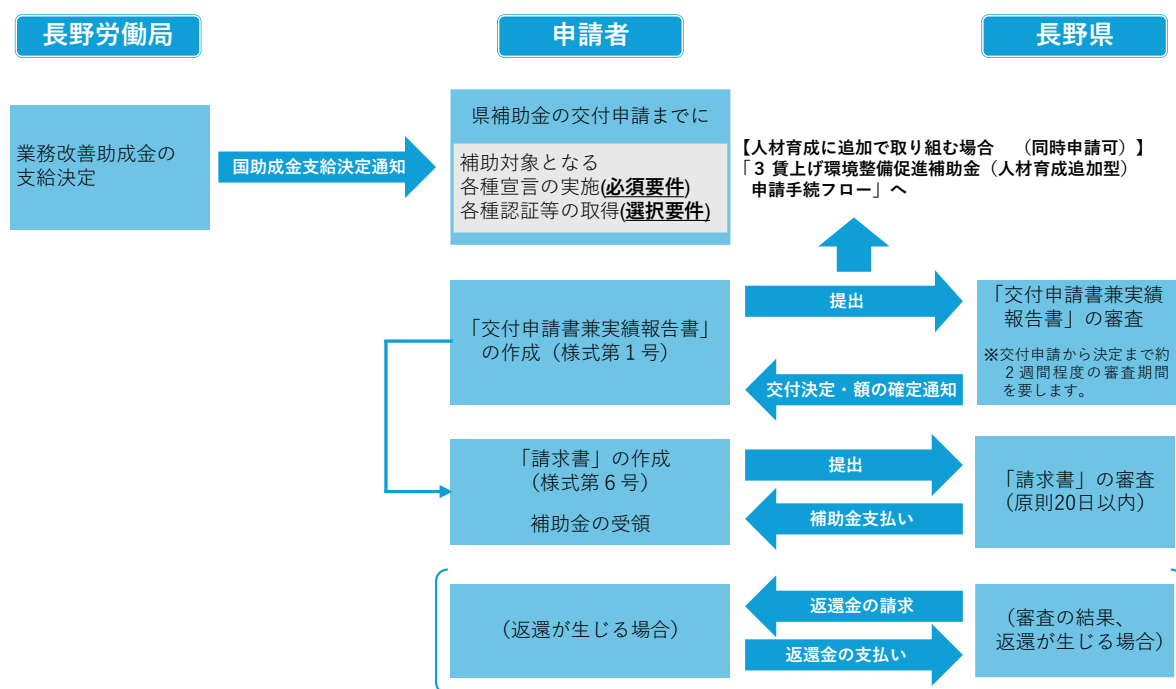 長野労働局
申請者
長野県
業務改善助成金の
支給決定
国助成金支給決定通知
県補助金の交付申請までに
補助対象となる
各種宣言の実施(必須要件)
各種認証等の取得(選択要件)
【人材育成に追加で取り組む場合　（同時申請可）】
「３ 賃上げ環境整備促進補助金（人材育成追加型）
申請手続フロー」へ
「交付申請書兼実績報告書」
の作成（様式第１号）
提出
交付決定・額の確定通知
「交付申請書兼実績
報告書」の審査
※交付申請から決定まで約
２週間程度の審査期間
を要します。
「請求書」の作成
（様式第６号）
補助金の受領
提出
補助金支払い
「請求書」の審査
（原則20日以内）
（返還が生じる場合）
返還金の請求
返還金の支払い
（審査の結果、
返還が生じる場合）